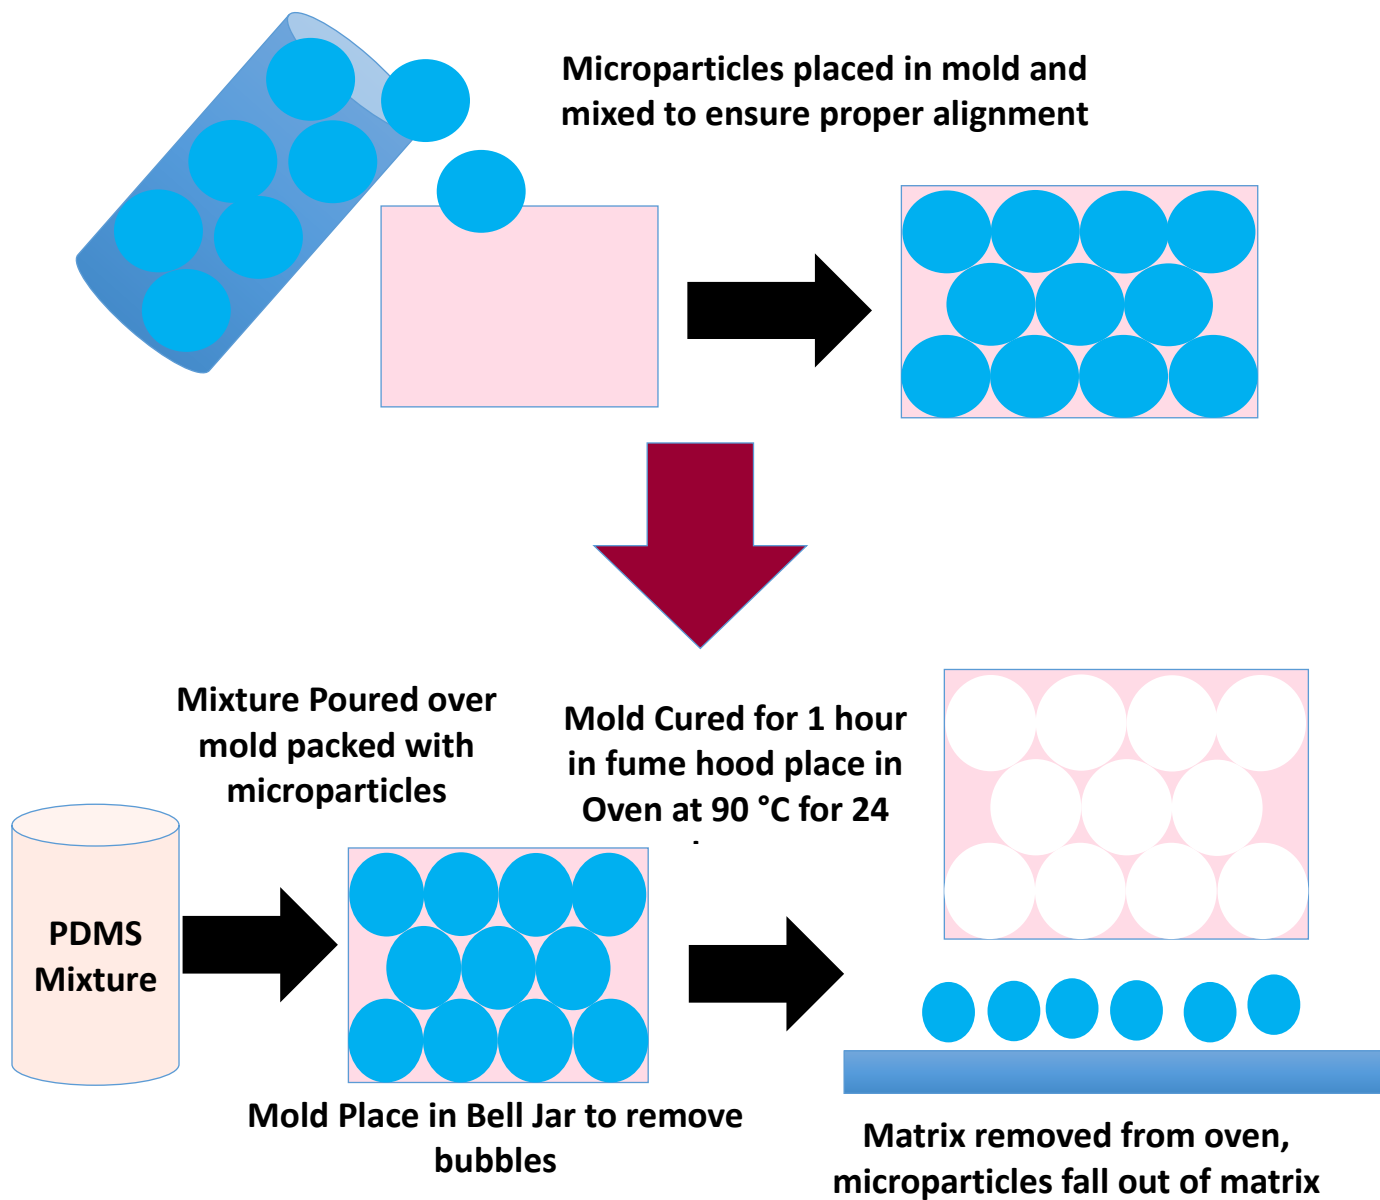 Microparticles placed in mold and
mixed to ensure proper alignment
Mixture Poured over
mold packed with
microparticles
Mold Cured for 1 hour
in fume hood place in
Oven at 90 °C for 24
PDMS
Mixture
Mold Place in Bell Jar to remove
bubbles
Matrix removed from oven,
microparticles fall out of matrix